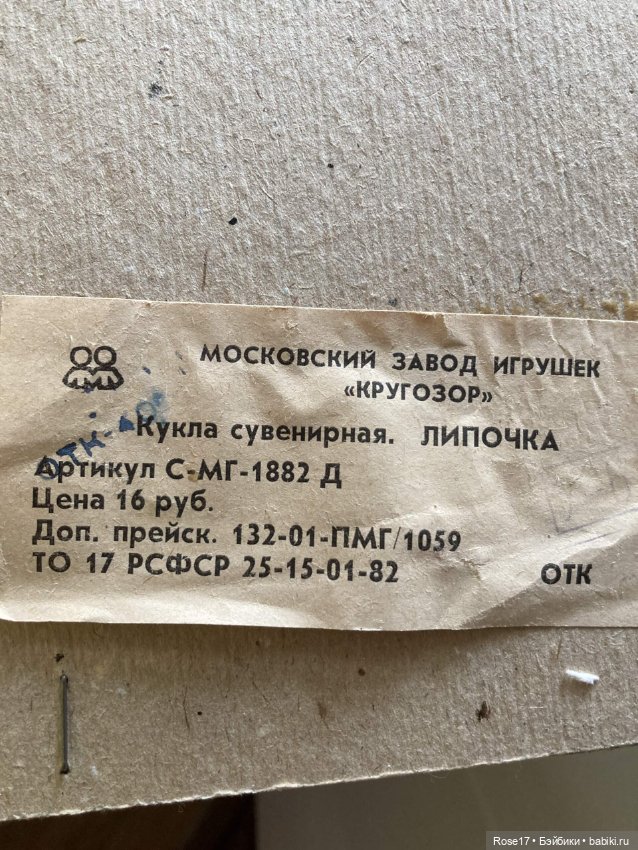 МОСКОВСКИЙ ЗАВОД ИГРУШЕК
«КРУГОЗОР»
Кукла сувенирная. ЛИПОЧКА
Артикул С-МГ-1882 Д
Цена 16 руб.
Доп. прейск. 132-01-ПМГ/1059
ТО 17 РСФСР 25-15-01-82 ОТК
ОТК-
Rose17 • Бэйбики / babiki.ru